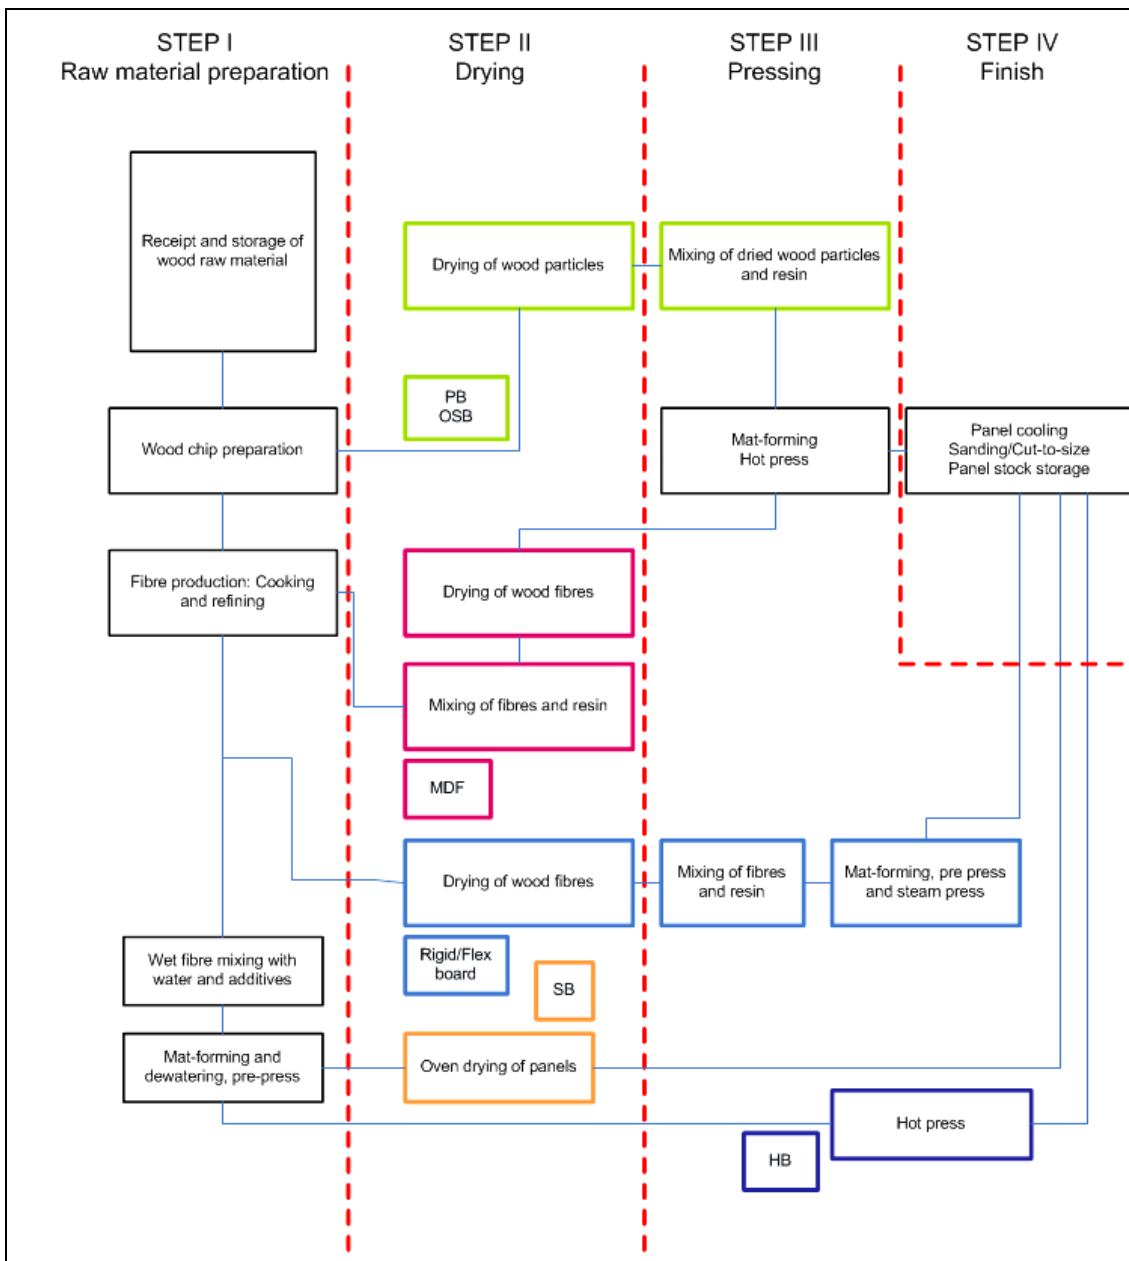 STEP I
Raw material preparation
STEP II
Drying
STEP III
Pressing
STEP IV
Finish
Receipt and storage of
wood raw material
Drying of wood particles
Mixing of dried wood particles
and resin
PB
OSB
Wood chip preparation
Mat-forming
Hot press
Panel cooling
Sanding/Cut-to-size
Panel stock storage
Fibre production: Cooking
and refining
Drying of wood fibres
Mixing of fibres and resin
MDF
Drying of wood fibres
Mixing of fibres
and resin
Mat-forming, pre press
and steam press
Rigid/Flex
board
SB
Wet fibre mixing with
water and additives
Mat-forming and
dewatering, pre-press
Oven drying of panels
Hot press
HB